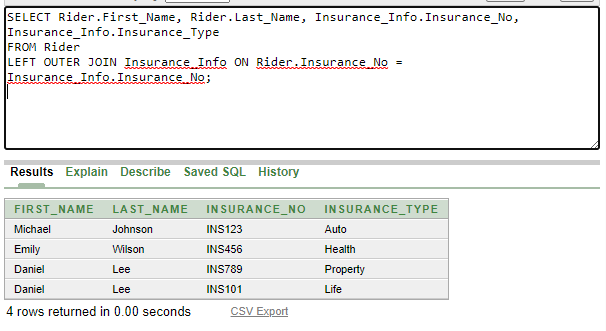 SELECT Rider.First_Name, Rider.Last_Name, Insurance_Info.Insurance_No,
Insurance_Info.Insurance_Type
FROM Rider
LEFT OUTER JOIN Insurance_Info ON Rider.Insurance_No =
Insurance_Info.Insurance_No;
Results Explain Describe Saved SQL History
FIRST_NAME LAST_NAME INSURANCE_NO INSURANCE_TYPE
Michael Johnson INS123 Auto
Emily Wilson INS456 Health
Daniel Lee INS789 Property
Daniel Lee INS101 Life
4 rows returned in 0.00 seconds CSV Export